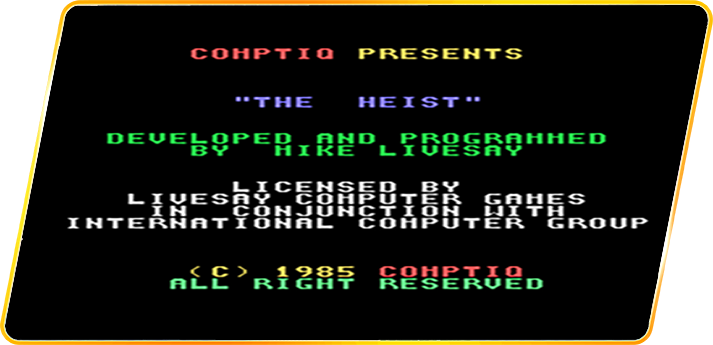 COMPTIQ PRESENTS
"THE HEIST"
DEVELOPED AND PROGRAMMED
BY MIKE LIVESAY
LICENSED BY
LIVESAY COMPUTER GAMES
IN CONJUNCTION WITH
INTERNATIONAL COMPUTER GROUP
(C) 1985 COMPTIQ
ALL RIGHT RESERVED